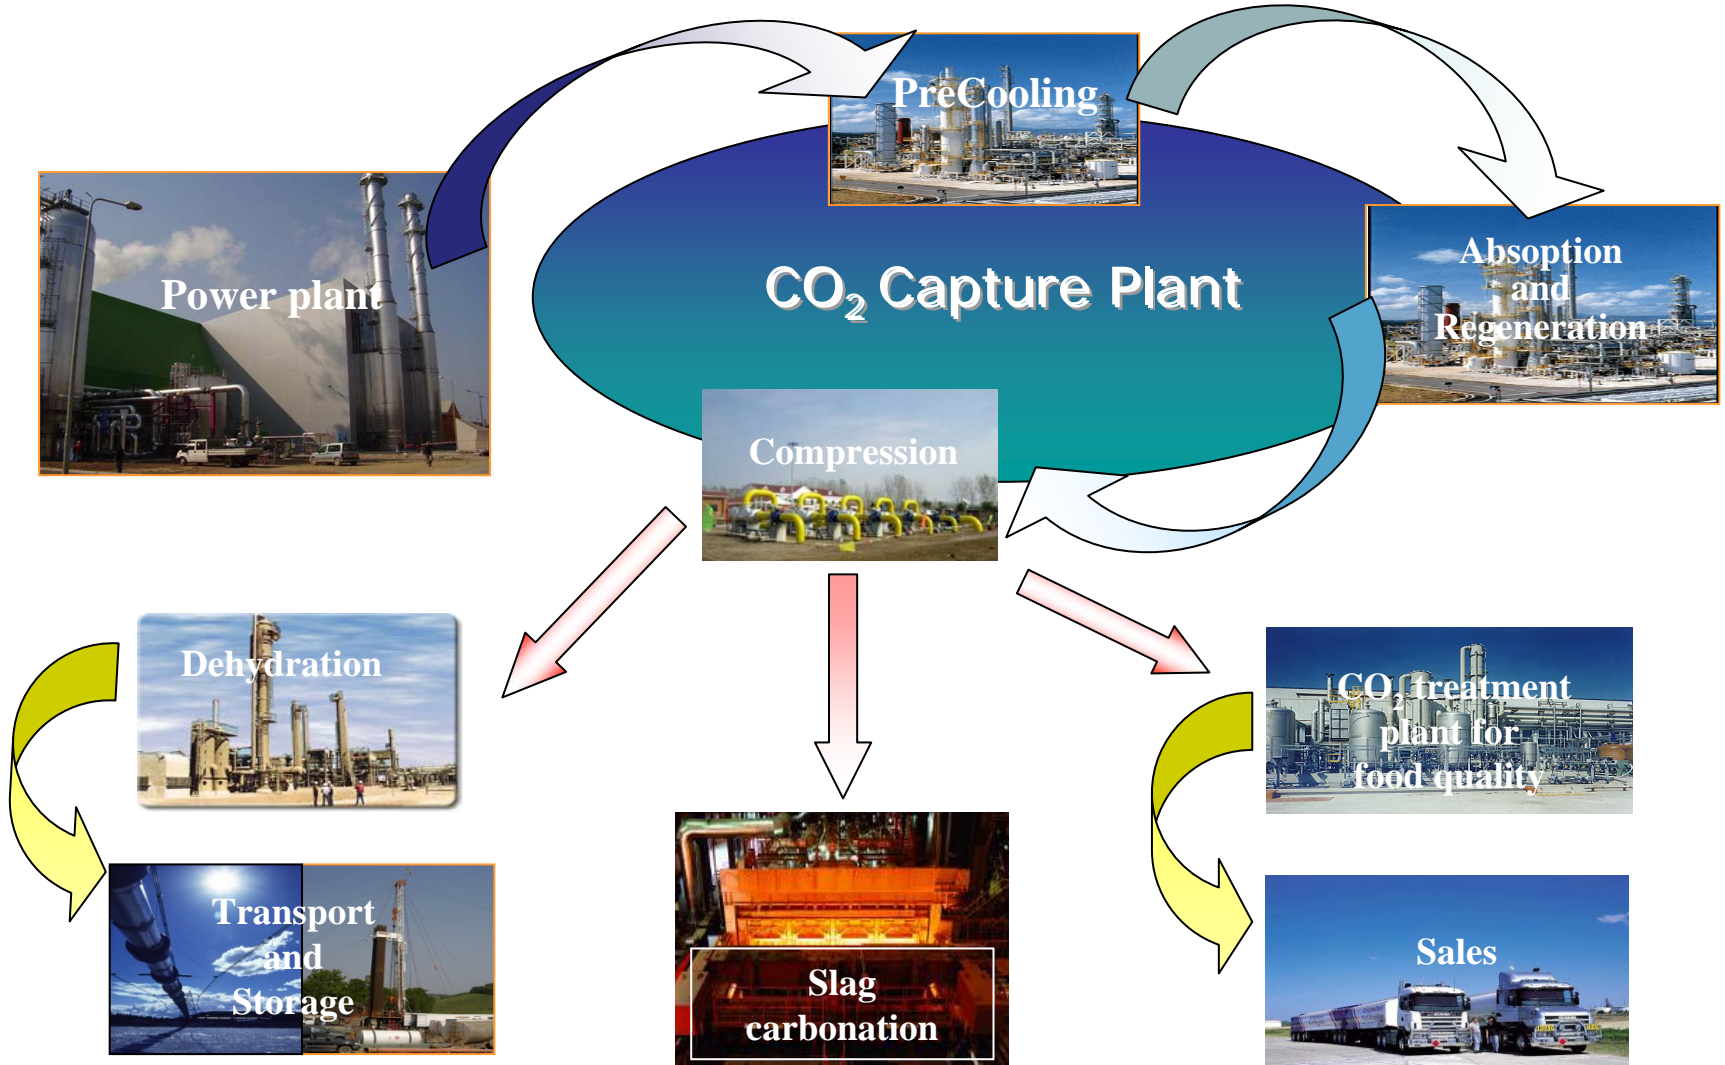 PreCooling
Power plant
CO₂ Capture Plant
Absoption
and
Regeneration
Compression
Dehydration
CO₂ treatment
plant for
food quality
Transport
and
Storage
Slag
carbonation
Sales